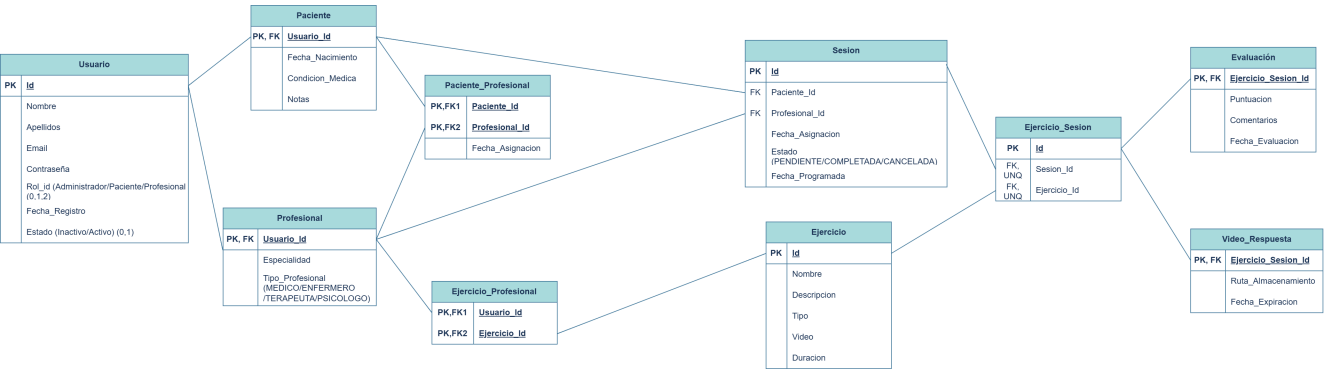 Usuario
PK Id
Nombre
Apellidos
Email
Contraseña
Rol_id (Administrador/Paciente/Profesional
(0,1,2)
Fecha_Registro
Estado (Inactivo/Activo) (0,1)
Paciente
PK, FK Usuario_Id
Fecha_Nacimiento
Condicion_Medica
Notas
Paciente_Profesional
PK,FK1 Paciente_Id
PK,FK2 Profesional_Id
Fecha_Asignacion
Profesional
PK, FK Usuario_Id
Especialidad
Tipo_Profesional
(MEDICO/ENFERMERO
/TERAPEUTA/PSICOLOGO)
Ejercicio_Profesional
PK,FK1 Usuario_Id
PK,FK2 Ejercicio_Id
Sesion
PK Id
FK Paciente_Id
FK Profesional_Id
Fecha_Asignacion
Estado
(PENDIENTE/COMPLETADA/CANCELADA)
Fecha_Programada
Ejercicio
PK Id
Nombre
Descripcion
Tipo
Video
Duracion
Ejercicio_Sesion
PK Id
FK,
UNQ Sesion_Id
FK,
UNQ Ejercicio_Id
Evaluación
PK, FK Ejercicio_Sesion_Id
Puntuacion
Comentarios
Fecha_Evaluacion
Video_Respuesta
PK, FK Ejercicio_Sesion_Id
Ruta_Almacenamiento
Fecha_Expiracion